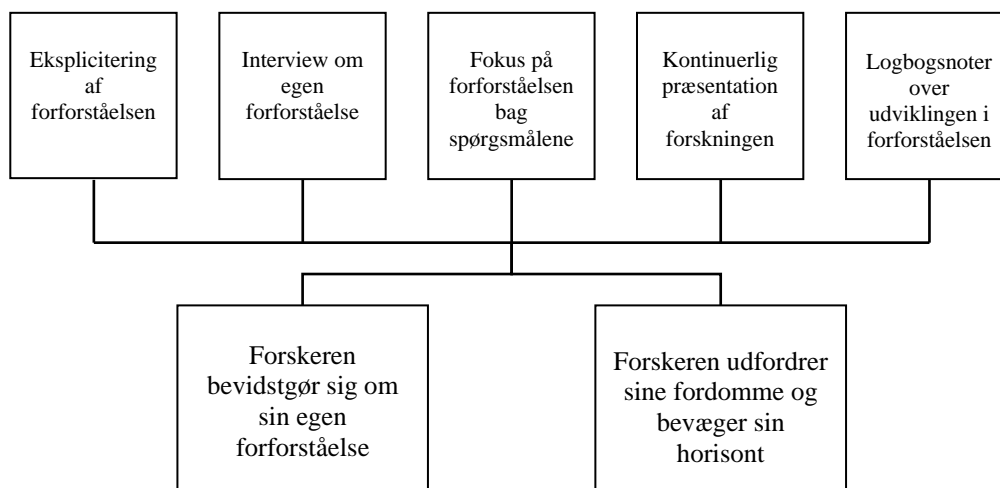 Eksplicitering
af
forforståelsen
Interview om
egen
forforståelse
Fokus på
forforståelsen
bag
spørgsmålene
Kontinuerlig
præsentation
af
forskningen
Logbogsnoter
over
udviklingen i
forforståelsen
Forskeren
bevidstgør sig om
sin egen
forforståelse
Forskeren udfordrer
sine fordomme og
bevæger sin
horisont